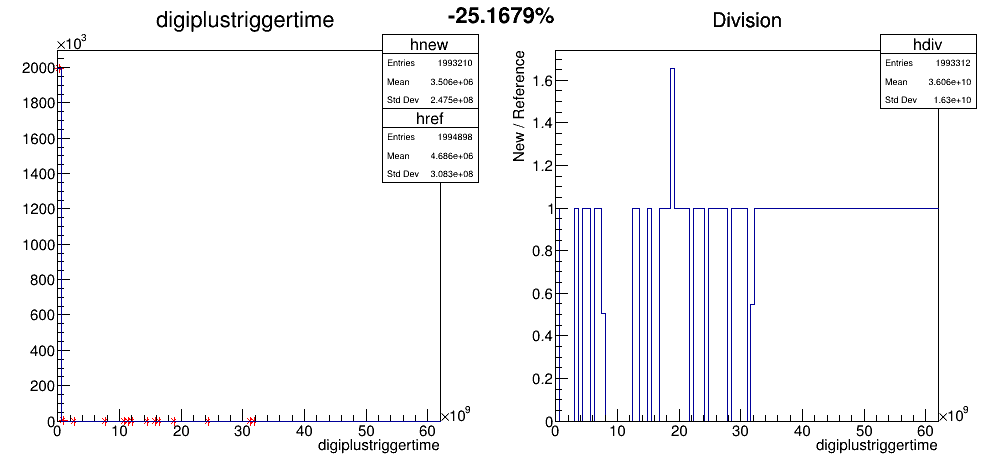 digiplustriggertime
-25.1679%
Division
×10³
hnew
Entries 1993210
Mean 3.506e+06
Std Dev 2.475e+08
href
Entries 1994898
Mean 4.686e+06
Std Dev 3.083e+08
2000
1800
1600
1400
1200
1000
800
600
400
200
0
0 10 20 30 40 50 60
×10⁹
digiplustriggertime
hdiv
Entries 1993312
Mean 3.606e+10
Std Dev 1.63e+10
New / Reference
1.6
1.4
1.2
1
0.8
0.6
0.4
0.2
0
0 10 20 30 40 50 60
×10⁹
digiplustriggertime